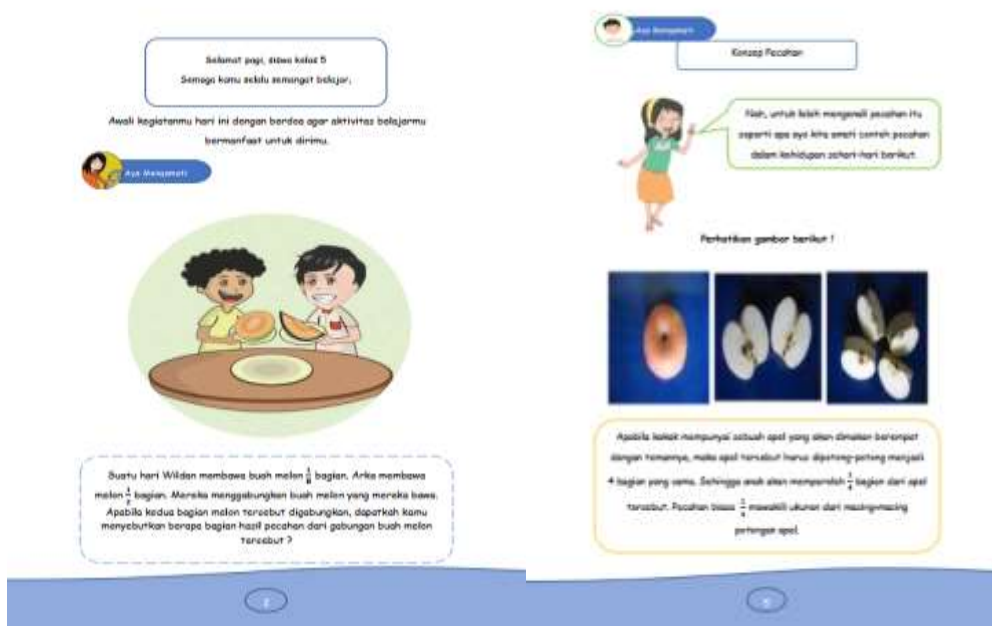 Selamat pagi, siswa kelas 5
Semoga kamu selalu semangat belajar.
Awali kegiatanmu hari ini dengan berdoa agar aktivitas belajarmu
bermanfaat untuk dirimu.
Ayo Mengamati
Suatu hari Wildan membawa buah melon bagian. Arka membawa
melon bagian. Mereka menggabungkan buah melon yang mereka bawa.
Apabila kedua bagian melon tersebut digabungkan, dapatkah kamu
menyebutkan berapa bagian hasil pecahan dari gabungan buah melon
tersebut ?
Ayo Mengamati
Konsep Pecahan
Nah, untuk lebih mengenali pecahan itu
seperti apa ayo kita amati contoh pecahan
dalam kehidupan sehari-hari berikut.
Perhatikan gambar berikut !
Apabila kakak mempunyai sebuah apel yang akan dimakan berempat
dengan temannya, maka apel tersebut harus dipotong-potong menjadi
4 bagian yang sama. Sehingga anak akan memperoleh 1/4 bagian dari apel
tersebut. Pecahan biasa 1/4 mewakili ukuran dari masing-masing
potongan apel.